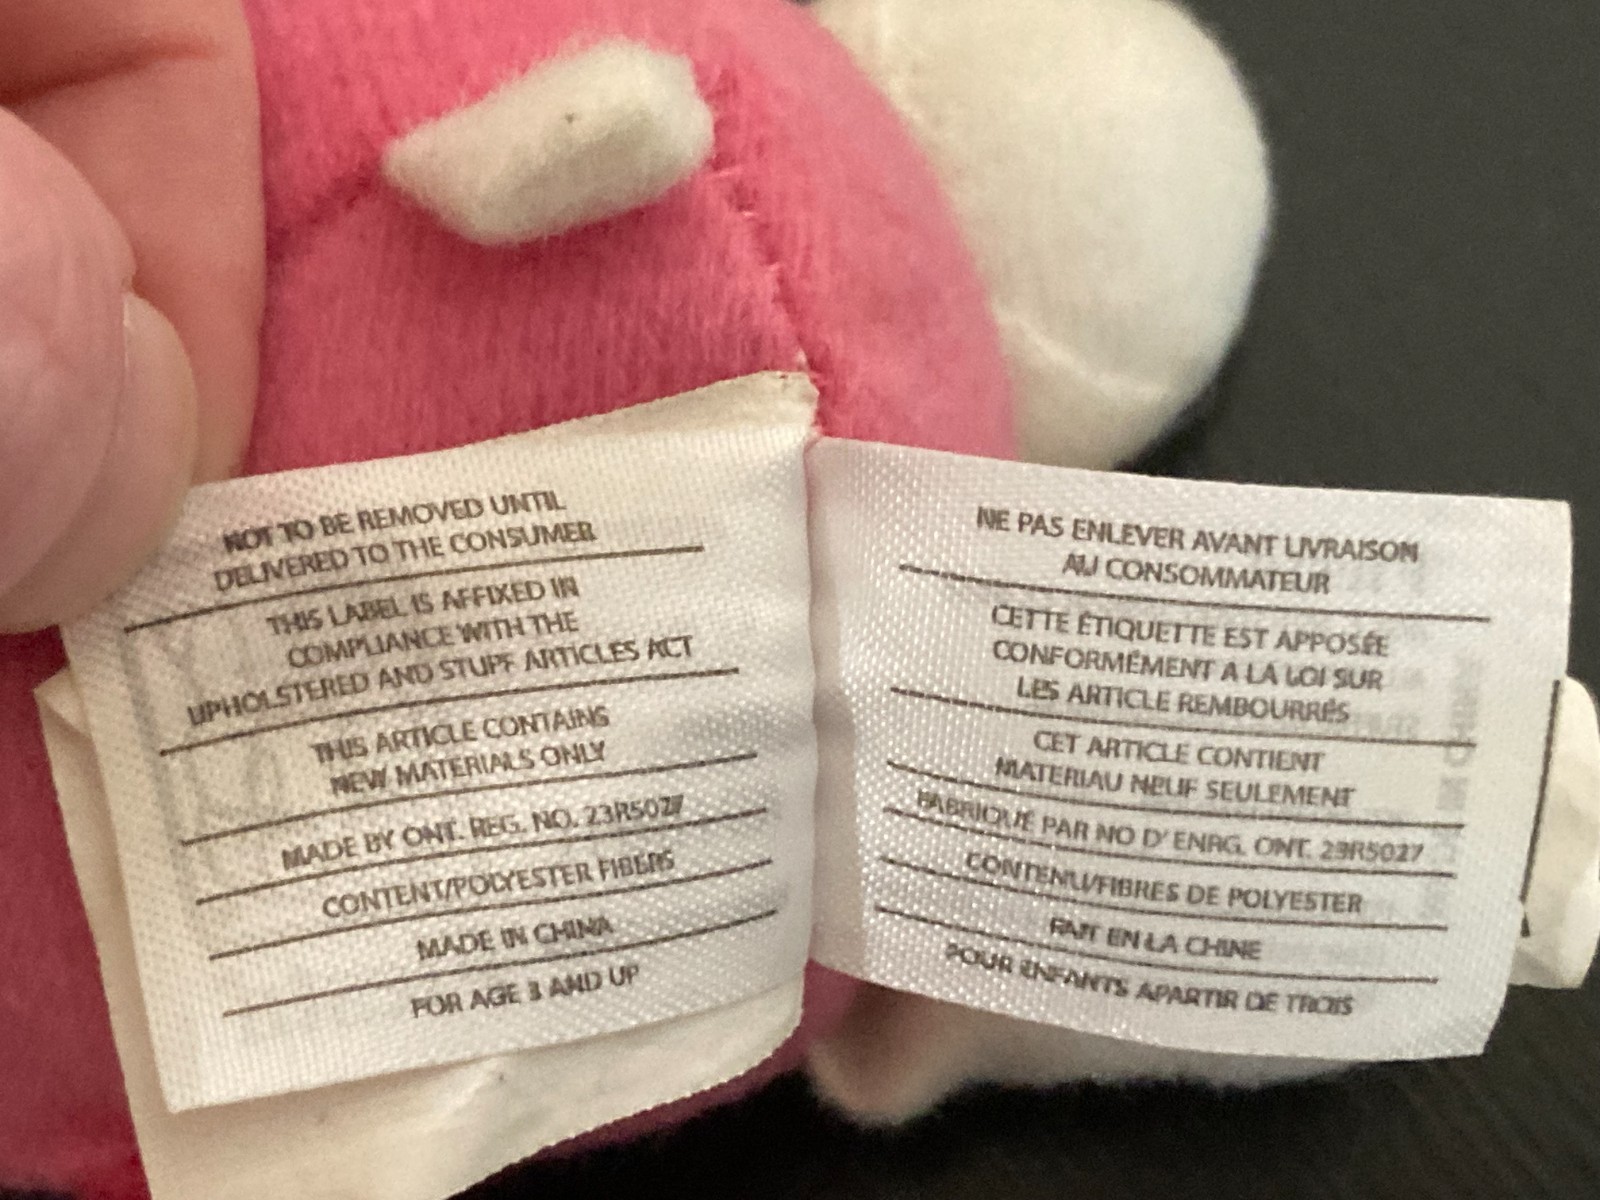 NOT TO BE REMOVED UNTIL
DELIVERED TO THE CONSUMER
THIS LABEL IS AFFIXED IN
COMPLIANCE WITH THE
UPHOLSTERED AND STUFF ARTICLES ACT
THIS ARTICLE CONTAINS
NEW MATERIALS ONLY
MADE BY ONT. REG. NO. 23R5027
CONTENT/POLYESTER FIBERS
MADE IN CHINA
FOR AGE 3 AND UP
NE PAS ENLEVER AVANT LIVRAISON
AU CONSOMMATEUR
CETTE ÉTIQUETTE EST APPOSÉE
CONFORMÉMENT A LA LOI SUR
LES ARTICLE REMBOURRÉS
CET ARTICLE CONTIENT
MATERIAU NEUF SEULEMENT
FABRIQUÉ PAR NO D' ENRG. ONT. 23R5027
CONTENU/FIBRES DE POLYESTER
FAIT EN LA CHINE
POUR ENFANTS APARTIR DE TROIS